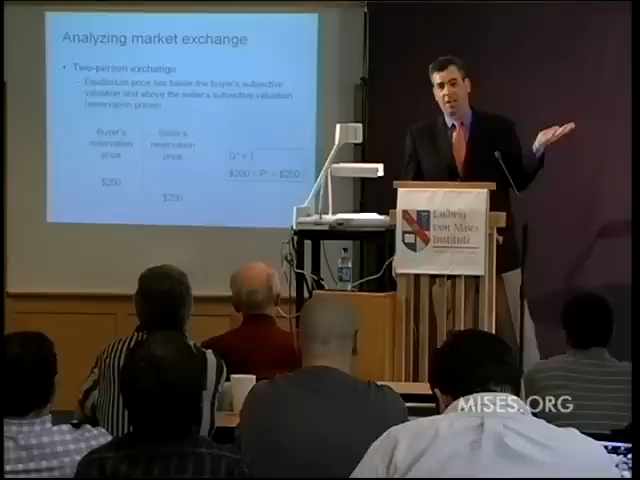 Analyzing market exchange
• Two-person exchange
– Equilibrium price lies below the buyer's subjective
valuation and above the seller's subjective valuation
(reservation prices).
Buyer's
reservation
price
$250
Seller's
reservation
price
$200
Q* = 1
$200 < P* < $250
Ludwig
von Mises
Institute
MISES.ORG